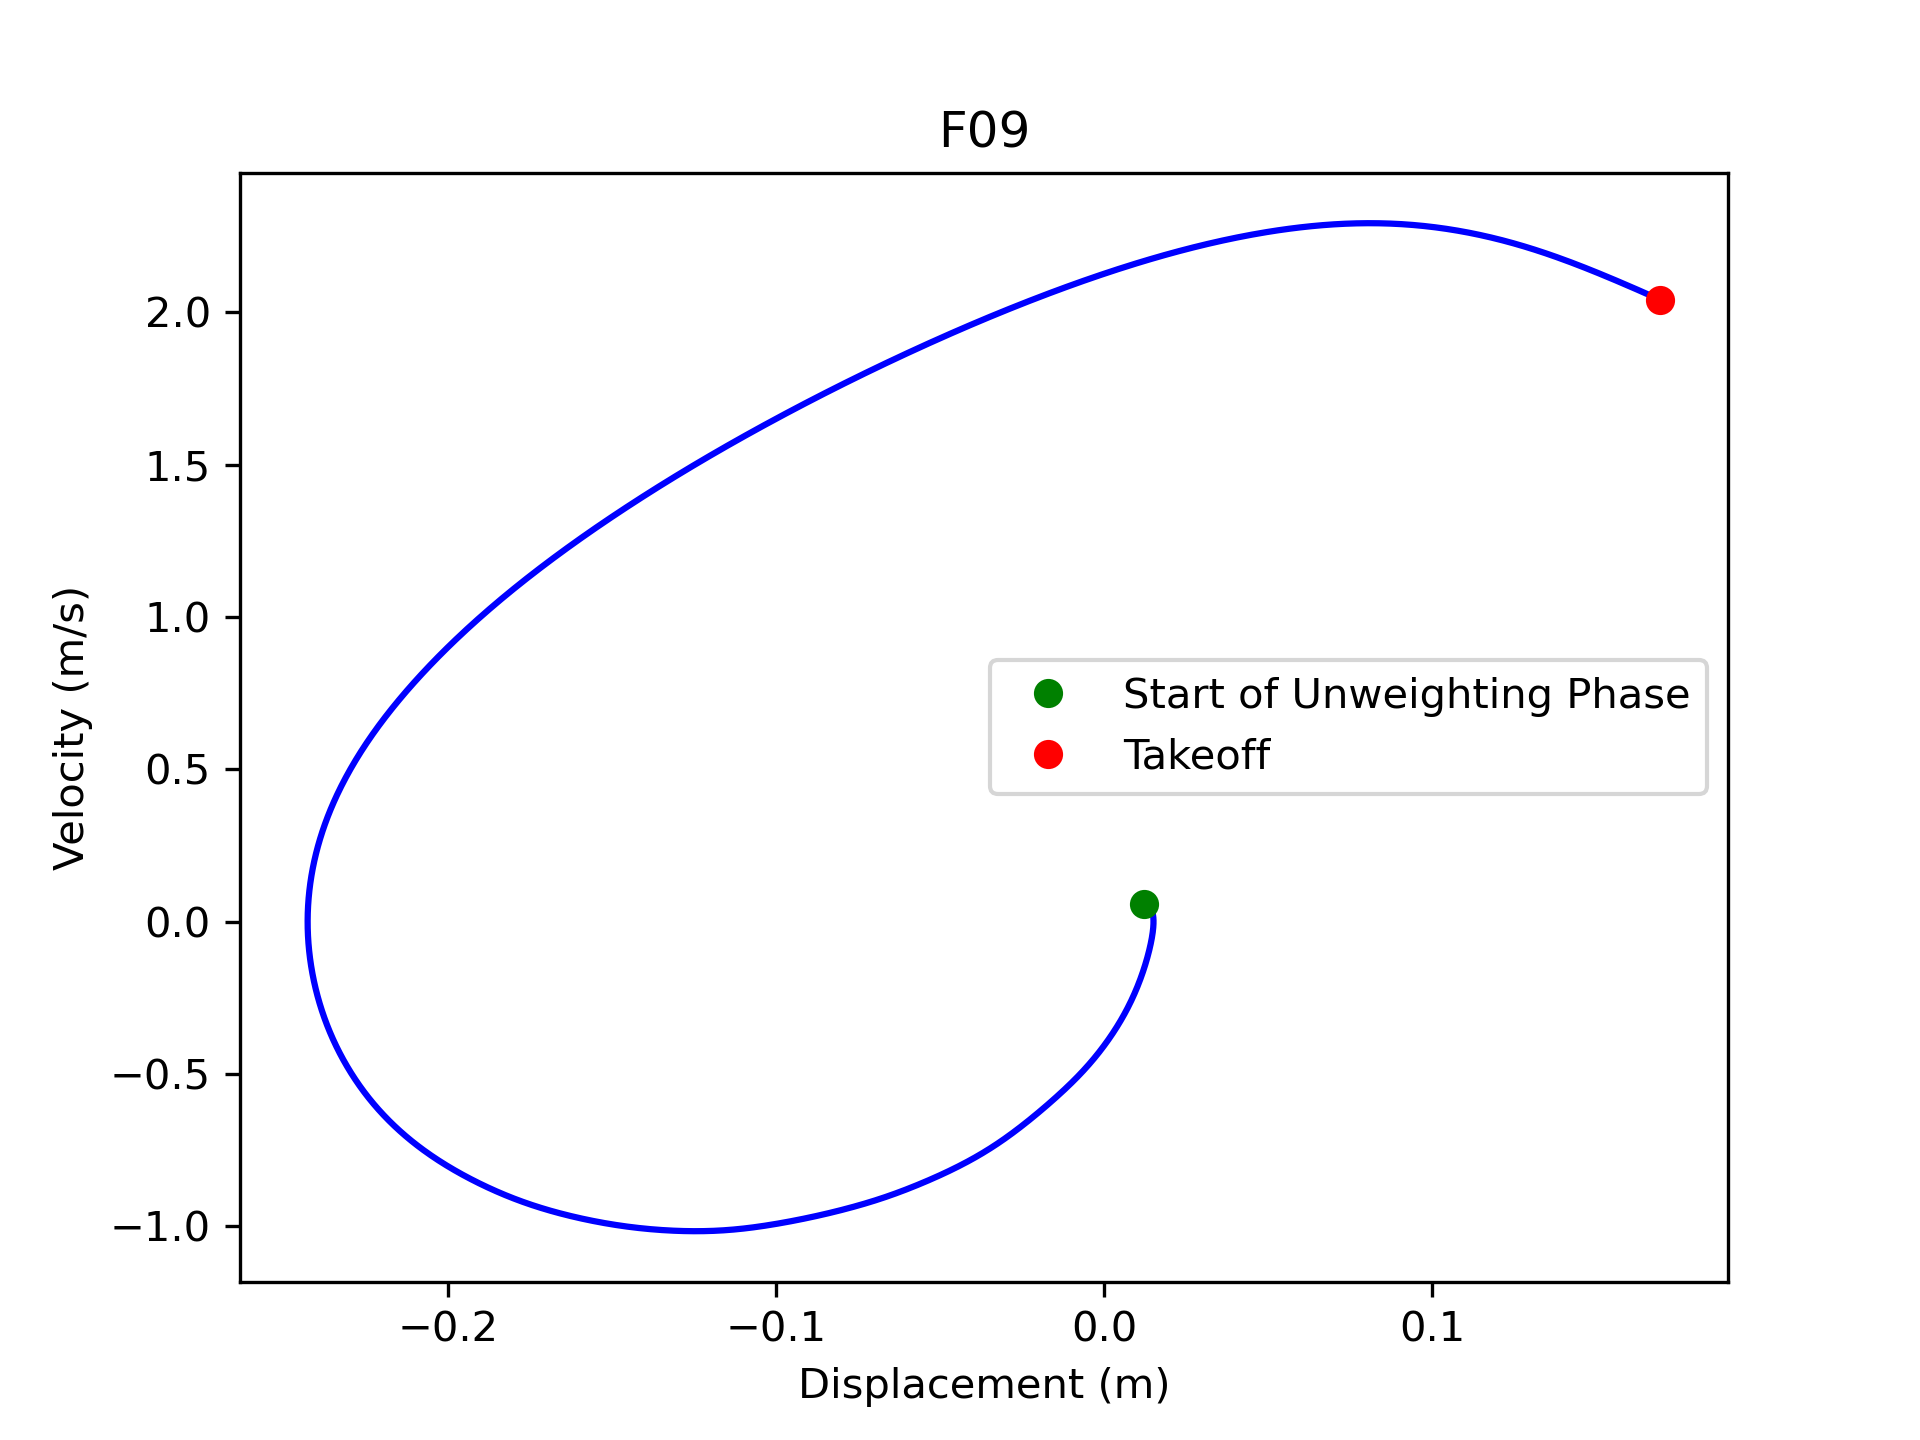 F09
2.0
1.5
1.0
0.5
0.0
−0.5
−1.0
Velocity (m/s)
Start of Unweighting Phase
Takeoff
−0.2
−0.1
0.0
0.1
Displacement (m)